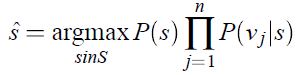 ŝ = argmax P(s) ∏ P(v_j|s)
sinS j=1 n